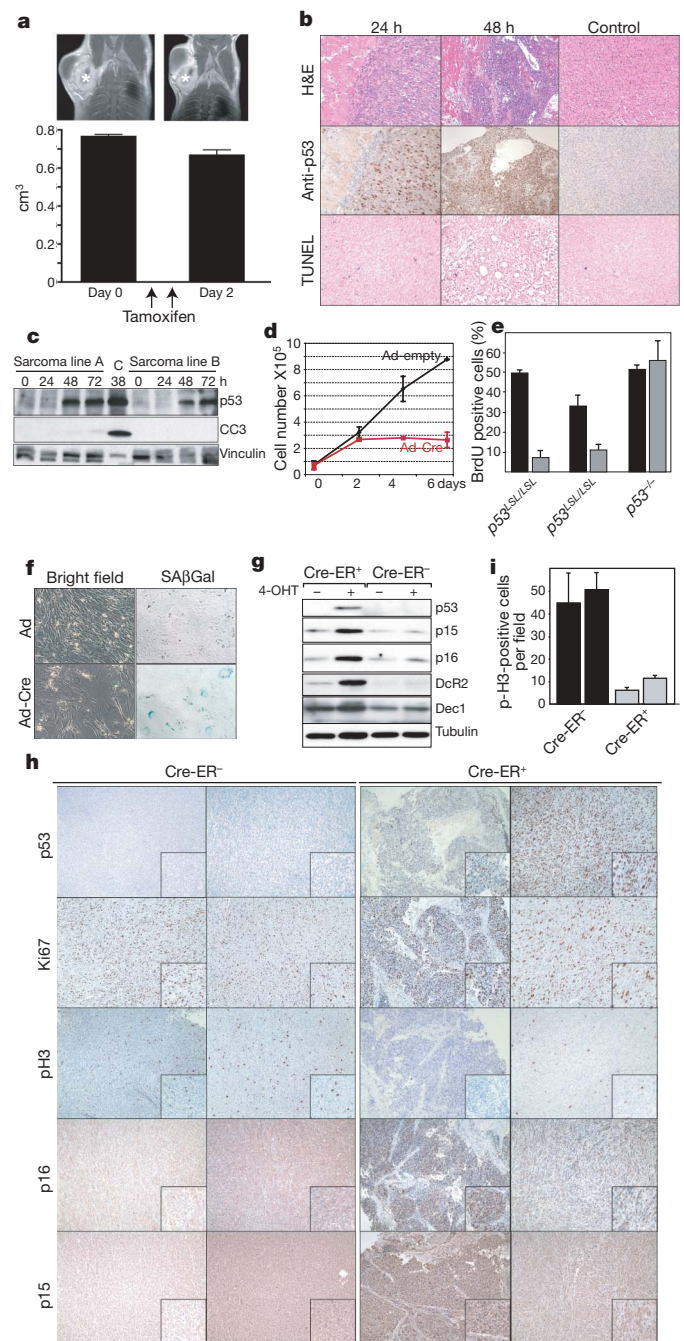 a
*
*
0.8
0.6
0.4
0.2
0
cm³
Day 0
Day 2
Tamoxifen
b
24 h
48 h
Control
H&E
Anti-p53
TUNEL
c
Sarcoma line A
C
Sarcoma line B
0 24 48 72 38 0 24 48 72 h
p53
CC3
Vinculin
d
Cell number X10⁵
10
8
6
4
2
0
0 2 4 6 days
Ad-empty
Ad-Cre
e
BrdU positive cells (%)
60
50
40
30
20
10
p53LSL/LSL
p53LSL/LSL
p53–/–
f
Bright field
SAβGal
Ad
Ad-Cre
g
Cre-ER⁺
Cre-ER⁻
4-OHT
– + – +
p53
p15
p16
DcR2
Dec1
Tubulin
i
p-H3-positive cells
per field
50
40
30
20
10
0
Cre-ER⁻
Cre-ER⁺
h
Cre-ER⁻
Cre-ER⁺
p53
Ki67
pH3
p16
p15